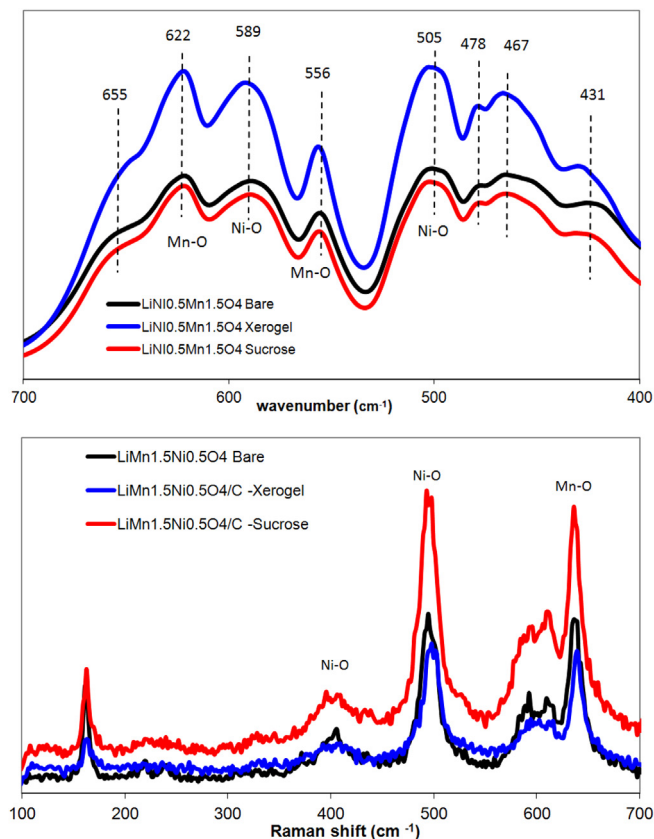 622
589
505
478
467
556
655
431
Mn-O
Ni-O
Mn-O
Ni-O
LiNI0.5Mn1.5O4 Bare
LiNI0.5Mn1.5O4 Xerogel
LiNI0.5Mn1.5O4 Sucrose
700
600
500
400
wavenumber (cm⁻¹)
LiMn1.5Ni0.5O4 Bare
LiMn1.5Ni0.5O4/C -Xerogel
LiMn1.5Ni0.5O4/C -Sucrose
Ni-O
Mn-O
Ni-O
100
200
300
400
500
600
700
Raman shift (cm ⁻¹)